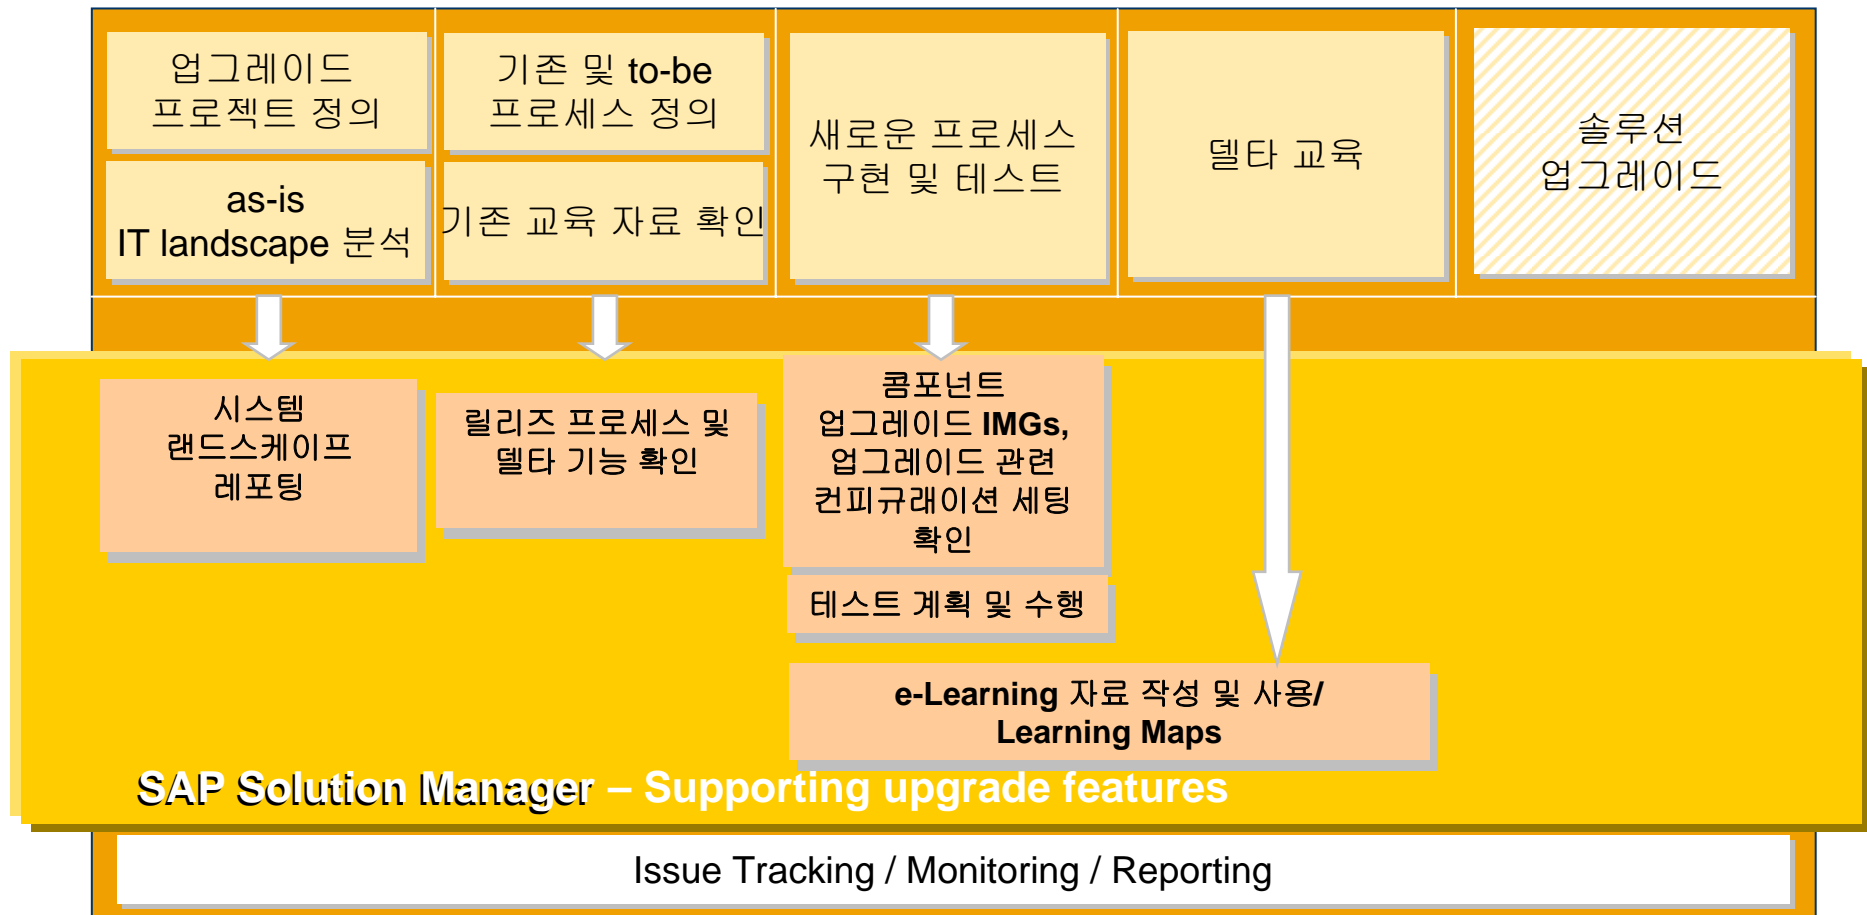 업그레이드
프로젝트 정의
as-is
IT landscape 분석
기존 및 to-be
프로세스 정의
기존 교육 자료 확인
새로운 프로세스
구현 및 테스트
델타 교육
솔루션
업그레이드
시스템
랜드스케이프
레포팅
릴리즈 프로세스 및
델타 기능 확인
콤포넌트
업그레이드 IMGs,
업그레이드 관련
컨피규래이션 세팅
확인
테스트 계획 및 수행
e-Learning 자료 작성 및 사용/
Learning Maps
SAP Solution Manager – Supporting upgrade features
Issue Tracking / Monitoring / Reporting